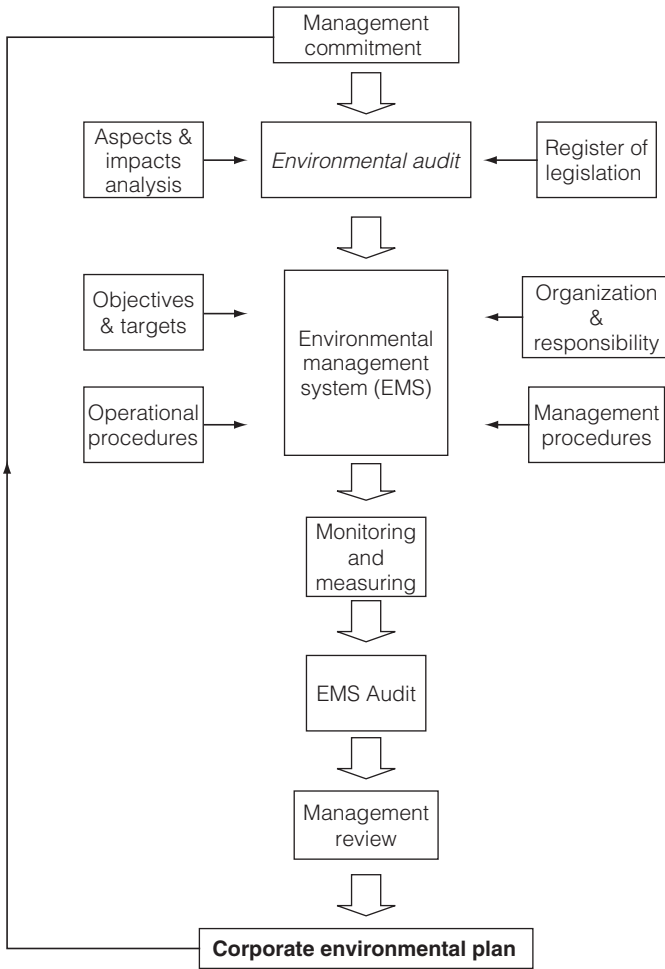 Management
commitment
Aspects &
impacts
analysis
Environmental audit
Register of
legislation
Objectives
& targets
Environmental
management
system (EMS)
Organization
&
responsibility
Operational
procedures
Management
procedures
Monitoring
and
measuring
EMS Audit
Management
review
Corporate environmental plan